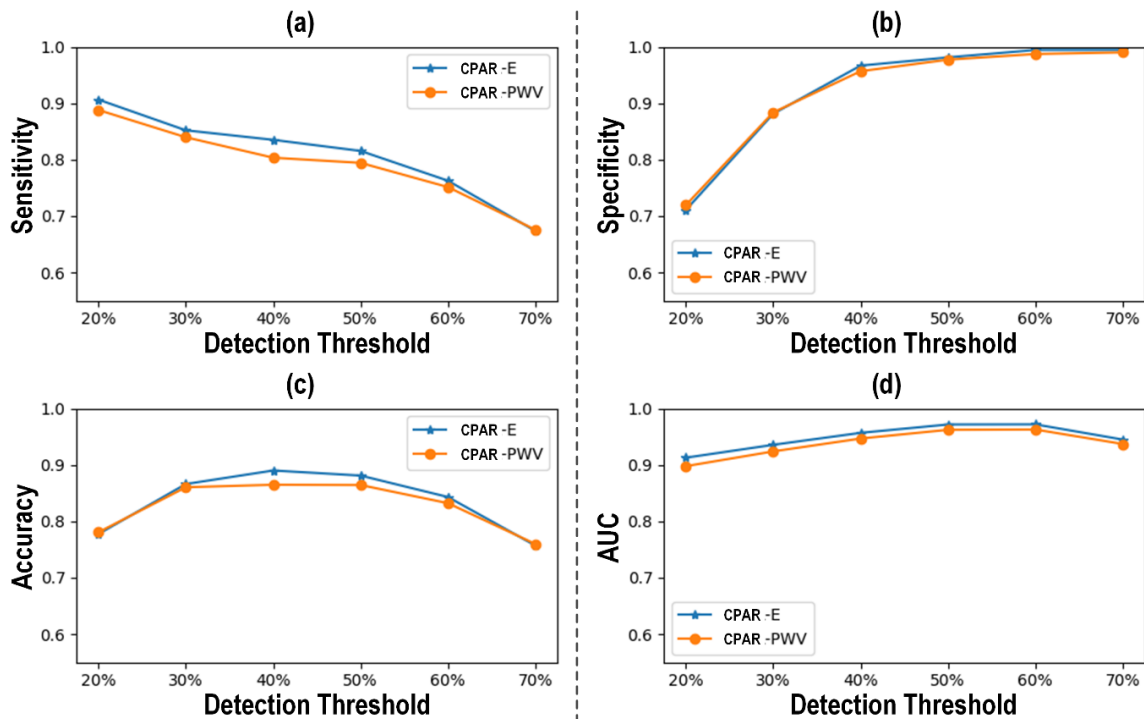 (a)
1.0
0.9
0.8
0.7
0.6
Sensitivity
CPAR -E
CPAR -PWV
20% 30% 40% 50% 60% 70%
Detection Threshold
(b)
1.0
0.9
0.8
0.7
0.6
Specificity
CPAR -E
CPAR -PWV
20% 30% 40% 50% 60% 70%
Detection Threshold
(c)
1.0
0.9
0.8
0.7
0.6
Accuracy
CPAR -E
CPAR -PWV
20% 30% 40% 50% 60% 70%
Detection Threshold
(d)
1.0
0.9
0.8
0.7
0.6
AUC
CPAR -E
CPAR -PWV
20% 30% 40% 50% 60% 70%
Detection Threshold